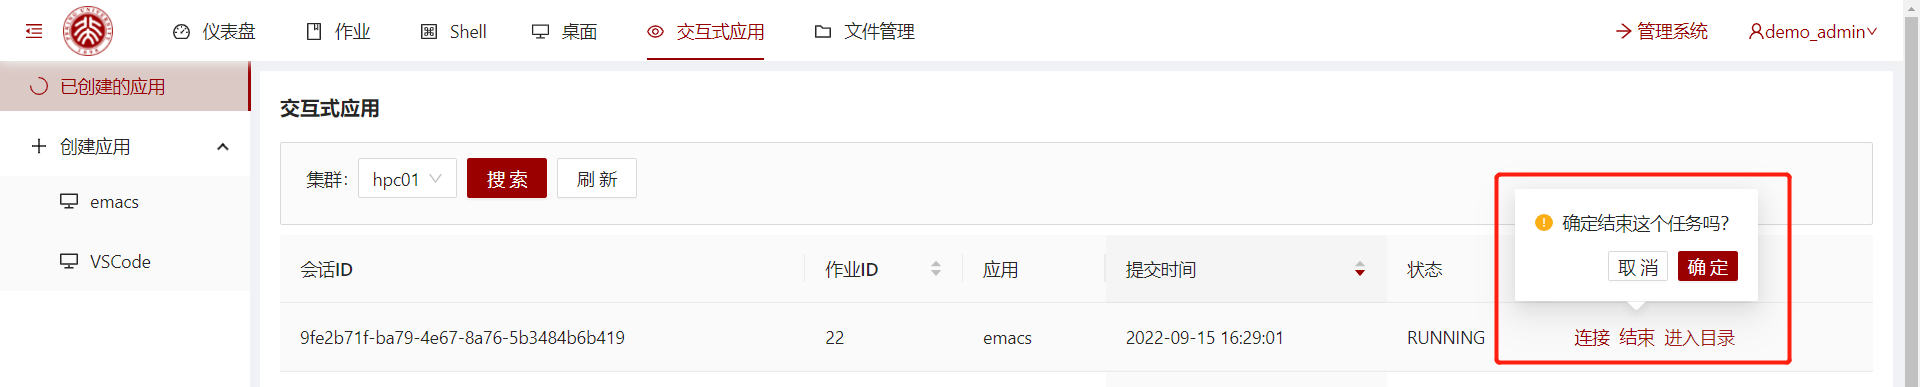 仪表盘 作业 Shell 桌面 交互式应用 文件管理 管理系统 demo_admin
已创建的应用
创建应用
emacs
VSCode
交互式应用
集群: hpc01 搜索 刷新
确定结束这个任务吗?
取消 确定
会话ID 作业ID 应用 提交时间 状态
9fe2b71f-ba79-4e67-8a76-5b3484b6b419 22 emacs 2022-09-15 16:29:01 RUNNING 连接 结束 进入目录